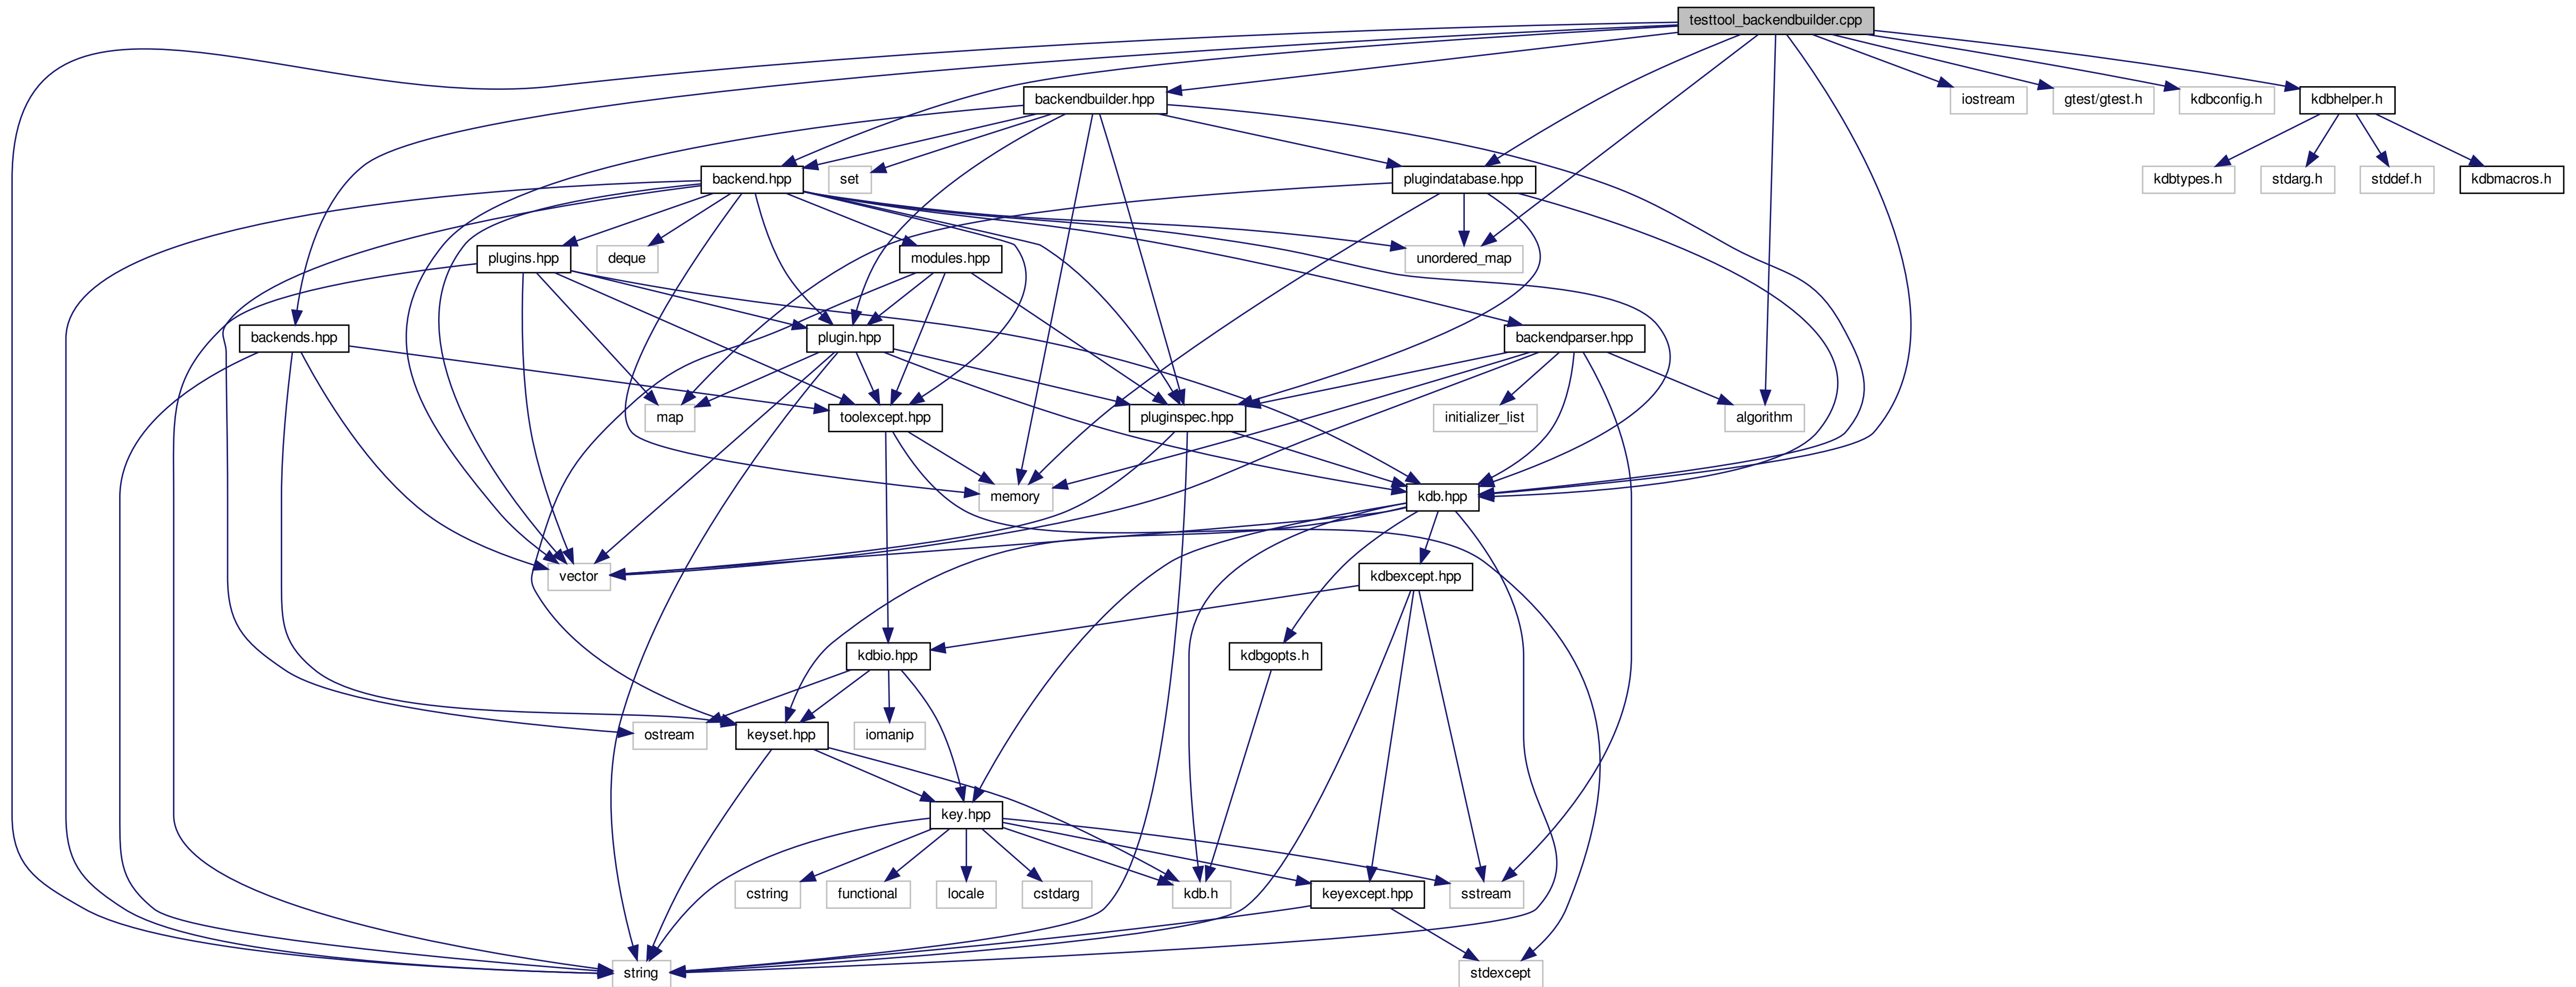 testtool_backendbuilder.cpp
backendbuilder.hpp
iostream
gtest/gtest.h
kdbconfig.h
kdbhelper.h
backend.hpp
set
plugindatabase.hpp
kdbtypes.h
stdarg.h
stddef.h
kdbmacros.h
plugins.hpp
deque
modules.hpp
unordered_map
backends.hpp
plugin.hpp
backendparser.hpp
map
toolexcept.hpp
pluginspec.hpp
initializer_list
algorithm
memory
kdb.hpp
vector
kdbexcept.hpp
kdbio.hpp
kdbgopts.h
ostream
keyset.hpp
iomanip
key.hpp
cstring
functional
locale
cstdarg
kdb.h
keyexcept.hpp
sstream
string
stdexcept